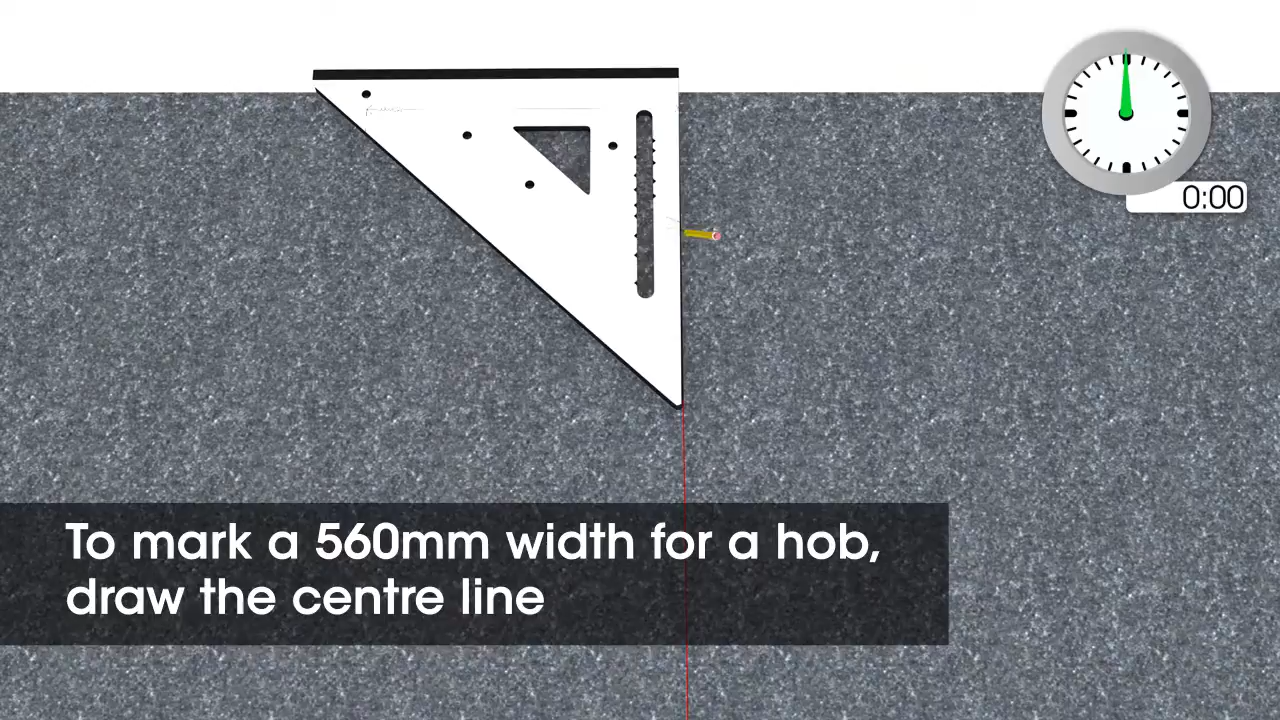 0:00
To mark a 560mm width for a hob,
draw the centre line